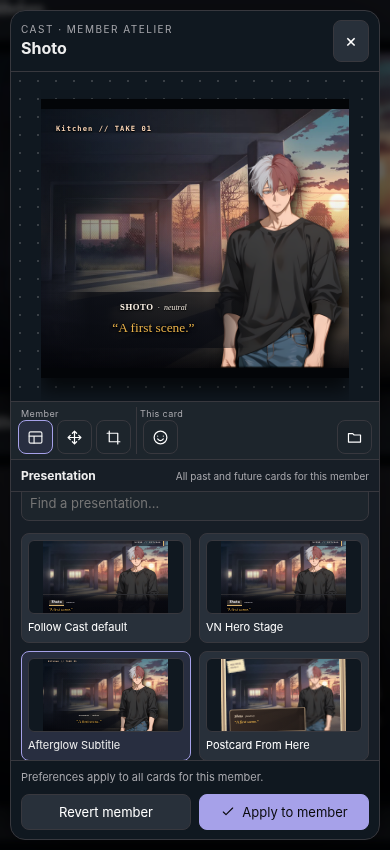 CAST · MEMBER ATELIER
Shoto
Kitchen // TAKE 01
SHOTO · neutral
“A first scene.”
Member
This card
Presentation
All past and future cards for this member
Find a presentation...
Follow Cast default
VN Hero Stage
Afterglow Subtitle
Postcard From Here
Preferences apply to all cards for this member.
Revert member
Apply to member